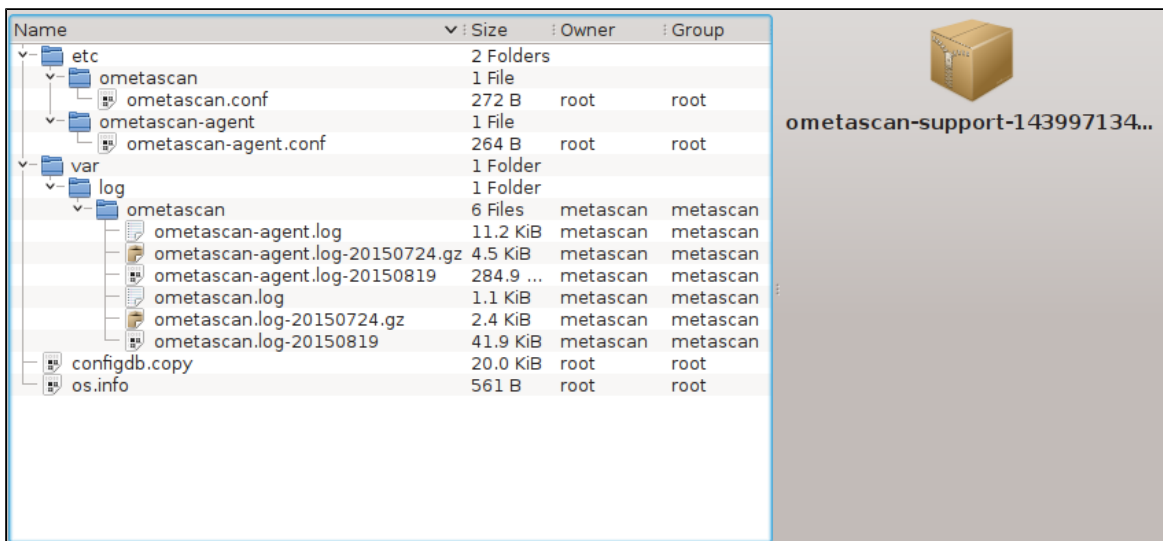 Name Size Owner Group
etc 2 Folders
ometascan 1 File
ometascan.conf 272 B root root
ometascan-agent 1 File
ometascan-agent.conf 264 B root root
var 1 Folder
log 1 Folder
ometascan 6 Files metascan metascan
ometascan-agent.log 11.2 KiB metascan metascan
ometascan-agent.log-20150724.gz 4.5 KiB metascan metascan
ometascan-agent.log-20150819 284.9 ... metascan metascan
ometascan.log 1.1 KiB metascan metascan
ometascan.log-20150724.gz 2.4 KiB metascan metascan
ometascan.log-20150819 41.9 KiB metascan metascan
configdb.copy 20.0 KiB root root
os.info 561 B root root
ometascan-support-143997134...